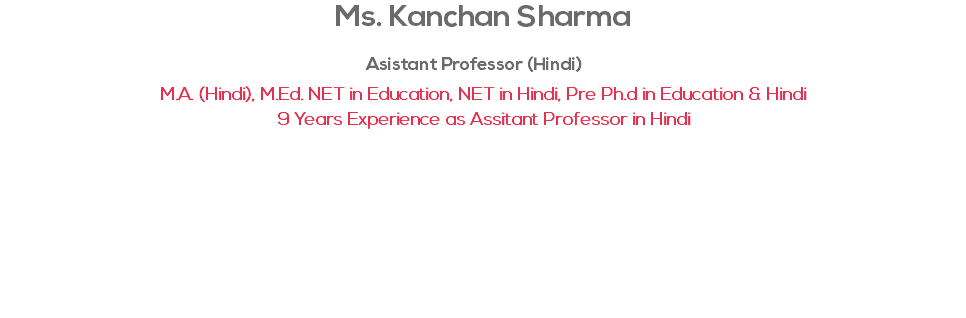 Ms. Kanchan Sharma
Asistant Professor (Hindi)
M.A. (Hindi), M.Ed. NET in Education, NET in Hindi, Pre Ph.d in Education & Hindi
9 Years Experience as Assitant Professor in Hindi